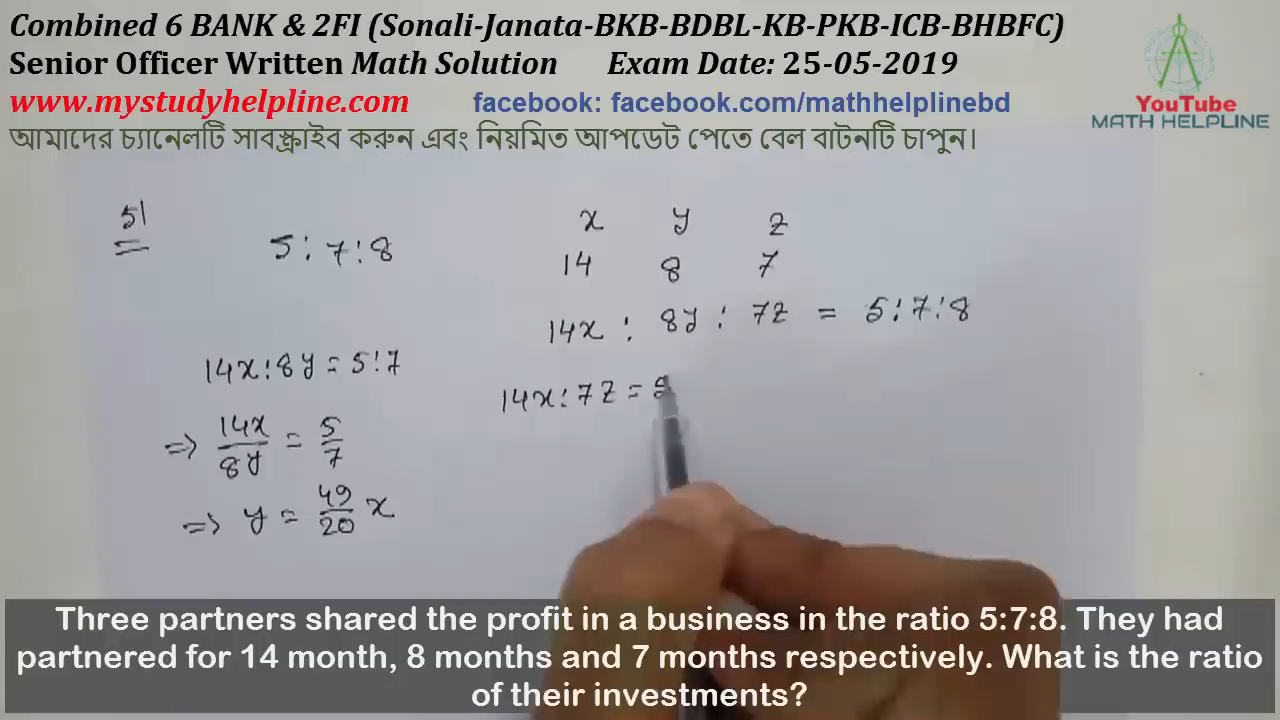 Combined 6 BANK & 2FI (Sonali-Janata-BKB-BDBL-KB-PKB-ICB-BHBFC)
Senior Officer Written Math Solution Exam Date: 25-05-2019
www.mystudyhelpline.com facebook: facebook.com/mathhelplinebd
আমাদের চ্যানেলটি সাবস্ক্রাইব করুন এবং নিয়মিত আপডেট পেতে বেল বাটনটি চাপুন।
YouTube
MATH HELPLINE
51
5:7:8
x y z
14 8 7
14x : 8y : 7z = 5:7:8
14x:8y = 5:7
14x:7z =
=> 14x/8y = 5/7
=> y = 49/20 x
Three partners shared the profit in a business in the ratio 5:7:8. They had
partnered for 14 month, 8 months and 7 months respectively. What is the ratio
of their investments?